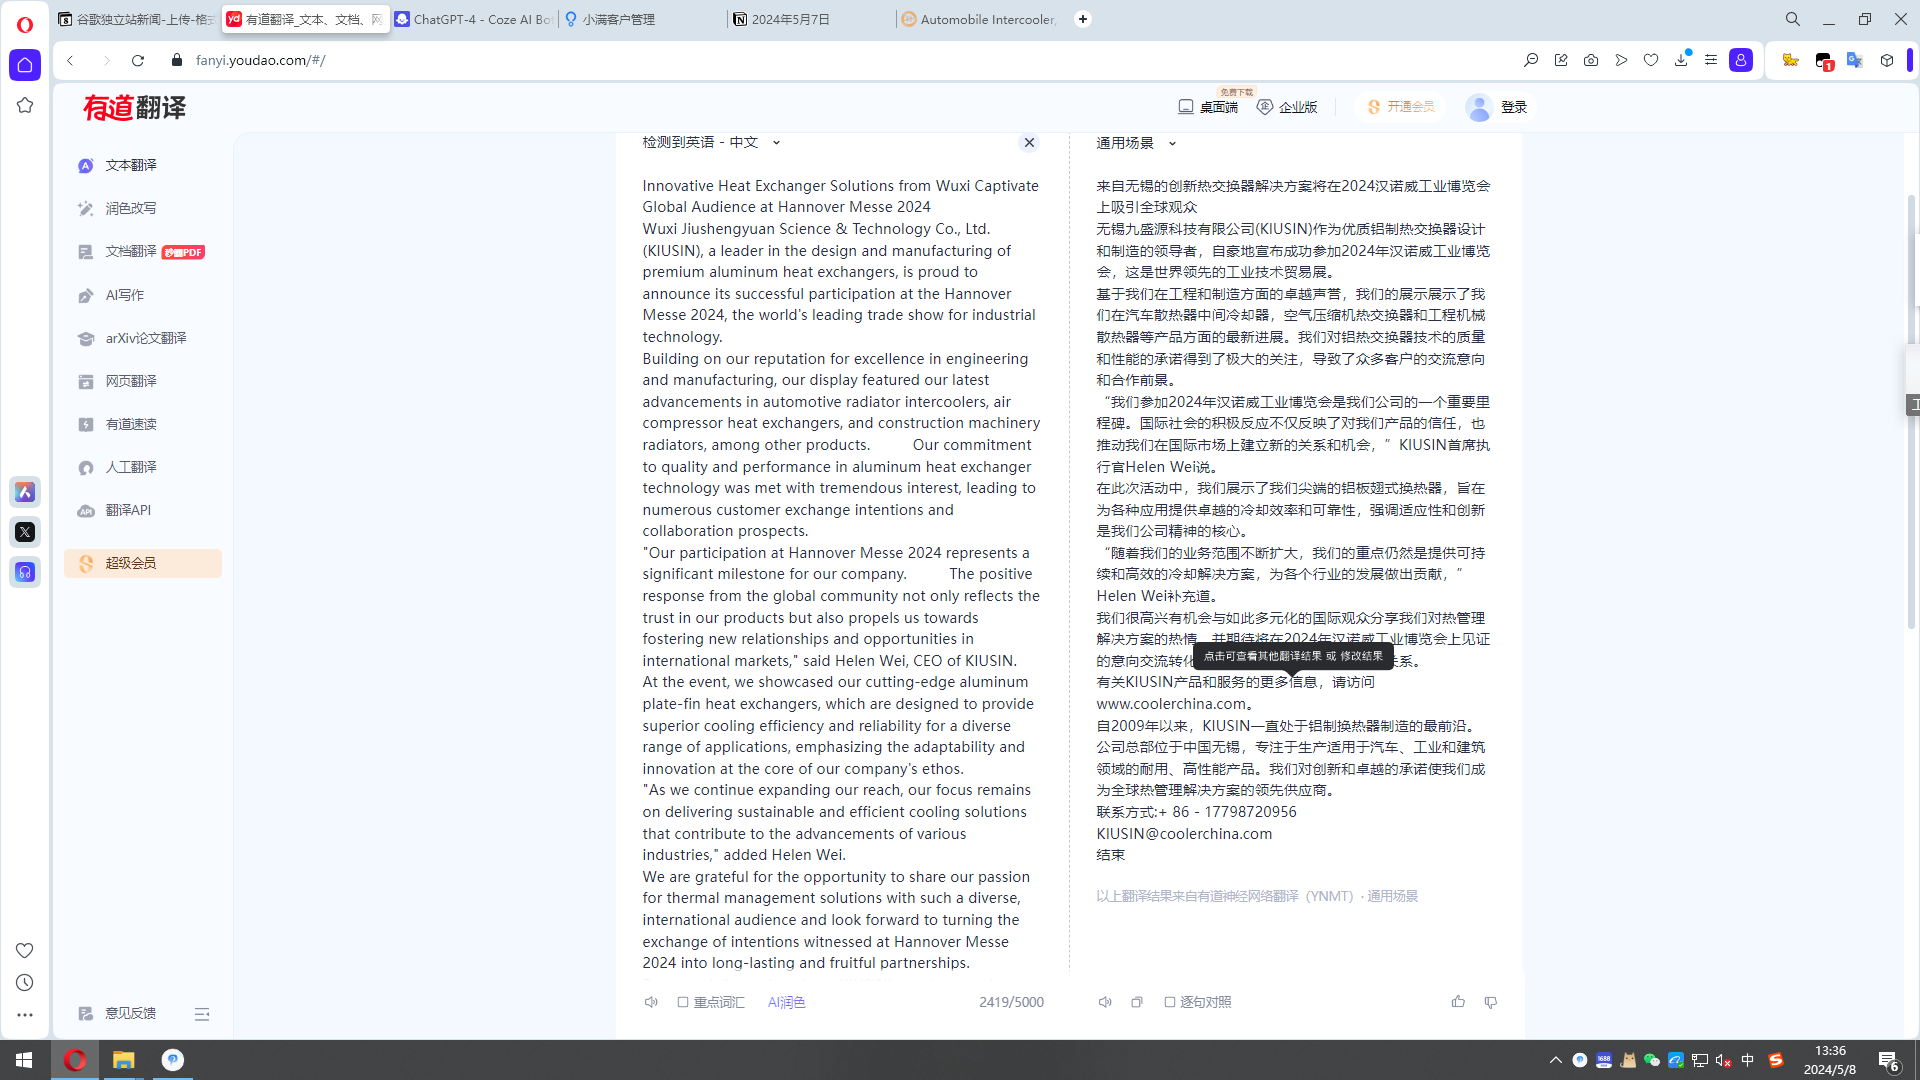 谷歌独立站新闻-上传-格式
有道翻译_文本、文档、网
ChatGPT-4 - Coze AI Bot
小满客户管理
2024年5月7日
Automobile Intercooler,
fanyi.youdao.com/#/
有道翻译
免费下载
桌面端
企业版
开通会员
登录
文本翻译
润色改写
文档翻译
AI写作
arXiv论文翻译
网页翻译
有道速读
人工翻译
翻译API
超级会员
意见反馈
检测到英语 - 中文
Innovative Heat Exchanger Solutions from Wuxi Captivate
Global Audience at Hannover Messe 2024
Wuxi Jiushengyuan Science & Technology Co., Ltd.
(KIUSIN), a leader in the design and manufacturing of
premium aluminum heat exchangers, is proud to
announce its successful participation at the Hannover
Messe 2024, the world's leading trade show for industrial
technology.
Building on our reputation for excellence in engineering
and manufacturing, our display featured our latest
advancements in automotive radiator intercoolers, air
compressor heat exchangers, and construction machinery
radiators, among other products. Our commitment
to quality and performance in aluminum heat exchanger
technology was met with tremendous interest, leading to
numerous customer exchange intentions and
collaboration prospects.
"Our participation at Hannover Messe 2024 represents a
significant milestone for our company. The positive
response from the global community not only reflects the
trust in our products but also propels us towards
fostering new relationships and opportunities in
international markets," said Helen Wei, CEO of KIUSIN.
At the event, we showcased our cutting-edge aluminum
plate-fin heat exchangers, which are designed to provide
superior cooling efficiency and reliability for a diverse
range of applications, emphasizing the adaptability and
innovation at the core of our company's ethos.
"As we continue expanding our reach, our focus remains
on delivering sustainable and efficient cooling solutions
that contribute to the advancements of various
industries," added Helen Wei.
We are grateful for the opportunity to share our passion
for thermal management solutions with such a diverse,
international audience and look forward to turning the
exchange of intentions witnessed at Hannover Messe
2024 into long-lasting and fruitful partnerships.
重点词汇
AI润色
2419/5000
通用场景
来自无锡的创新热交换器解决方案将在2024汉诺威工业博览会
上吸引全球观众
无锡九盛源科技有限公司(KIUSIN)作为优质铝制热交换器设计
和制造的领导者，自豪地宣布成功参加2024年汉诺威工业博览
会，这是世界领先的工业技术贸易展。
基于我们在工程和制造方面的卓越声誉，我们的展示展示了我
们在汽车散热器中间冷却器，空气压缩机热交换器和工程机械
散热器等产品方面的最新进展。我们对铝热交换器技术的质量
和性能的承诺得到了极大的关注，导致了众多客户的交流意向
和合作前景。
“我们参加2024年汉诺威工业博览会是我们公司的一个重要里
程碑。国际社会的积极反应不仅反映了对我们产品的信任，也
推动我们在国际市场上建立新的关系和机会，”KIUSIN首席执
行官Helen Wei说。
在此次活动中，我们展示了我们尖端的铝板翅式换热器，旨在
为各种应用提供卓越的冷却效率和可靠性，强调适应性和创新
是我们公司精神的核心。
“随着我们的业务范围不断扩大，我们的重点仍然是提供可持
续和高效的冷却解决方案，为各个行业的发展做出贡献，”
Helen Wei补充道。
我们很高兴有机会与如此多元化的国际观众分享我们对热管理
解决方案的热情，并期待将在2024年汉诺威工业博览会上见证
的意向交流转化 关系。
点击可查看其他翻译结果 或 修改结果
有关KIUSIN产品和服务的更多信息，请访问
www.coolerchina.com。
自2009年以来，KIUSIN一直处于铝制换热器制造的最前沿。
公司总部位于中国无锡，专注于生产适用于汽车、工业和建筑
领域的耐用、高性能产品。我们对创新和卓越的承诺使我们成
为全球热管理解决方案的领先供应商。
联系方式:+ 86 - 17798720956
KIUSIN@coolerchina.com
结束
以上翻译结果来自有道神经网络翻译（YNMT）· 通用场景
逐句对照
中
13:36
2024/5/8
6